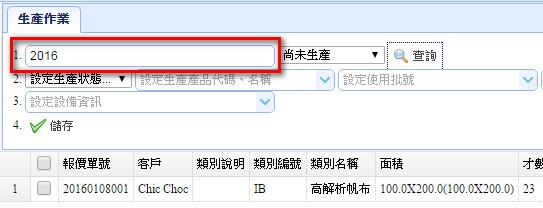 生產作業
1. 2016 尚未生產 查詢
2. 設定生產狀態... 設定生產產品代碼、名稱 設定使用批號
3. 設定設備資訊
4. 儲存
報價單號 客戶 類別說明 類別編號 類別名稱 面積 才數
1 20160108001 Chic Choc IB 高解析帆布 100.0X200.0(100.0X200.0) 23